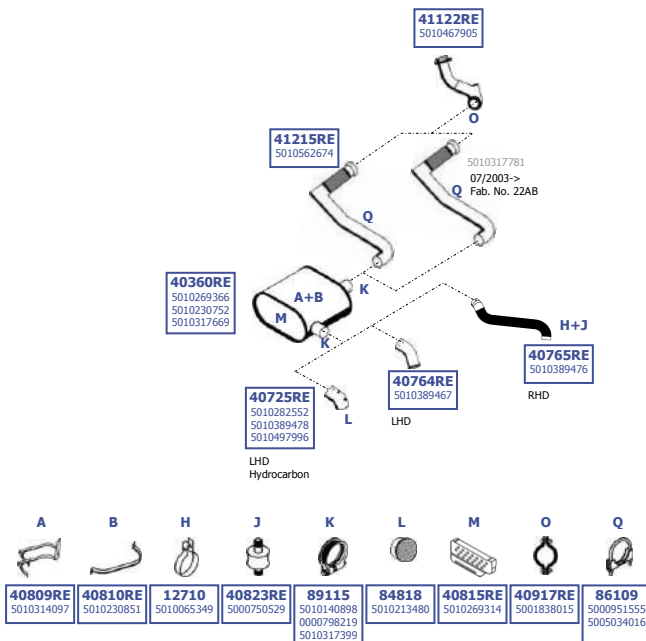 41122RE
5010467905
O
41215RE
5010562674
5010317781
07/2003->
Fab. No. 22AB
Q
Q
40360RE
5010269366
5010230752
5010317669
A+B
M
K
K
H+J
40765RE
5010389476
RHD
40764RE
5010389467
LHD
40725RE
5010282552
5010389478
5010497996
L
LHD
Hydrocarbon
A B H J K L M O Q
40809RE 40810RE 12710 40823RE 89115 84818 40815RE 40917RE 86109
5010314097 5010230851 5010065349 5000750529 5010140898 5010213480 5010269314 5001838015 5000951555
0000798219 5005034016
5010317399